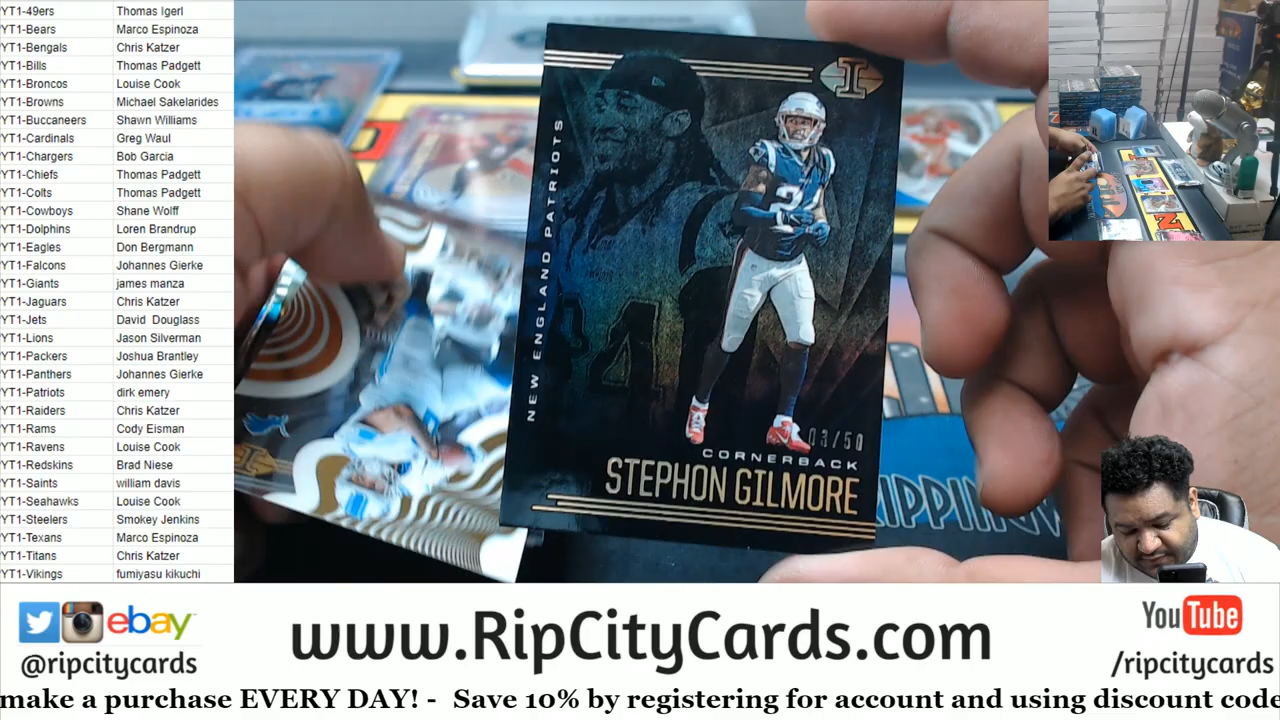 YT1-49ers Thomas Igerl
YT1-Bears Marco Espinoza
YT1-Bengals Chris Katzer
YT1-Bills Thomas Padgett
YT1-Broncos Louise Cook
YT1-Browns Michael Sakelarides
YT1-Buccaneers Shawn Williams
YT1-Cardinals Greg Waul
YT1-Chargers Bob Garcia
YT1-Chiefs Thomas Padgett
YT1-Colts Thomas Padgett
YT1-Cowboys Shane Wolff
YT1-Dolphins Loren Brandrup
YT1-Eagles Don Bergmann
YT1-Falcons Johannes Gierke
YT1-Giants james manza
YT1-Jaguars Chris Katzer
YT1-Jets David Douglass
YT1-Lions Jason Silverman
YT1-Packers Joshua Brantley
YT1-Panthers Johannes Gierke
YT1-Patriots dirk emery
YT1-Raiders Chris Katzer
YT1-Rams Cody Eisman
YT1-Ravens Louise Cook
YT1-Redskins Brad Niese
YT1-Saints william davis
YT1-Seahawks Louise Cook
YT1-Steelers Smokey Jenkins
YT1-Texans Marco Espinoza
YT1-Titans Chris Katzer
YT1-Vikings fumiyasu kikuchi
I
NEW ENGLAND PATRIOTS
24
03/50
CORNERBACK
STEPHON GILMORE
RIPPIN
ebay
@ripcitycards
www.RipCityCards.com
YouTube
/ripcitycards
make a purchase EVERY DAY! - Save 10% by registering for account and using discount code